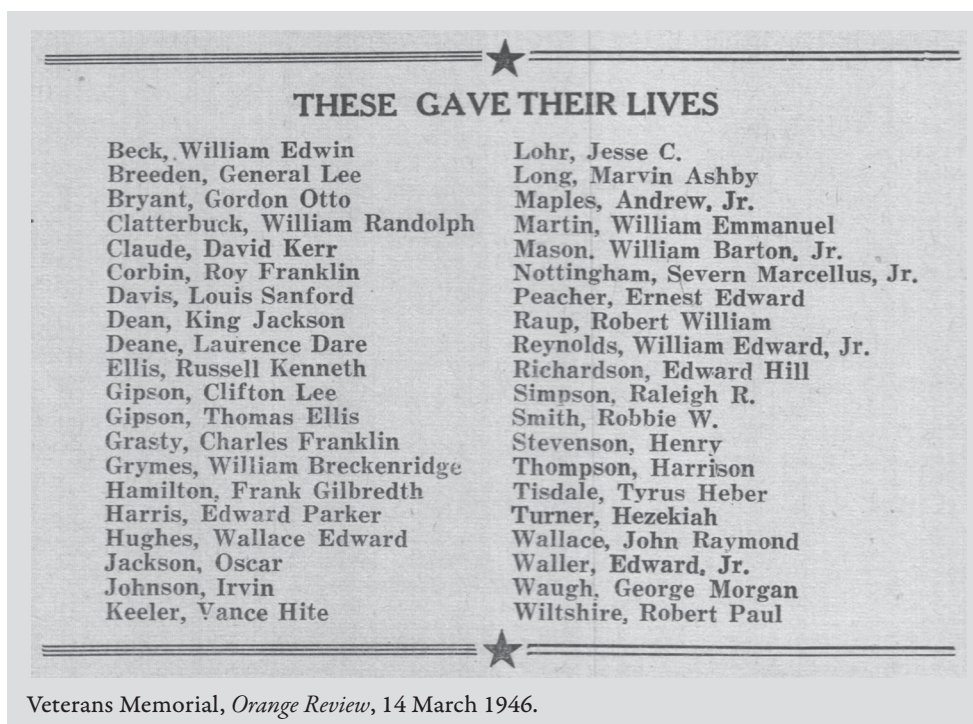 THESE GAVE THEIR LIVES
Beck, William Edwin
Breeden, General Lee
Bryant, Gordon Otto
Clatterbuck, William Randolph
Claude, David Kerr
Corbin, Roy Franklin
Davis, Louis Sanford
Dean, King Jackson
Deane, Laurence Dare
Ellis, Russell Kenneth
Gipson, Clifton Lee
Gipson, Thomas Ellis
Grasty, Charles Franklin
Grymes, William Breckenridge
Hamilton, Frank Gilbredth
Harris, Edward Parker
Hughes, Wallace Edward
Jackson, Oscar
Johnson, Irvin
Keeler, Vance Hite
Lohr, Jesse C.
Long, Marvin Ashby
Maples, Andrew, Jr.
Martin, William Emmanuel
Mason, William Barton, Jr.
Nottingham, Severn Marcellus, Jr.
Peacher, Ernest Edward
Raup, Robert William
Reynolds, William Edward, Jr.
Richardson, Edward Hill
Simpson, Raleigh R.
Smith, Robbie W.
Stevenson, Henry
Thompson, Harrison
Tisdale, Tyrus Heber
Turner, Hezekiah
Wallace, John Raymond
Waller, Edward, Jr.
Waugh, George Morgan
Wiltshire, Robert Paul
Veterans Memorial, Orange Review, 14 March 1946.